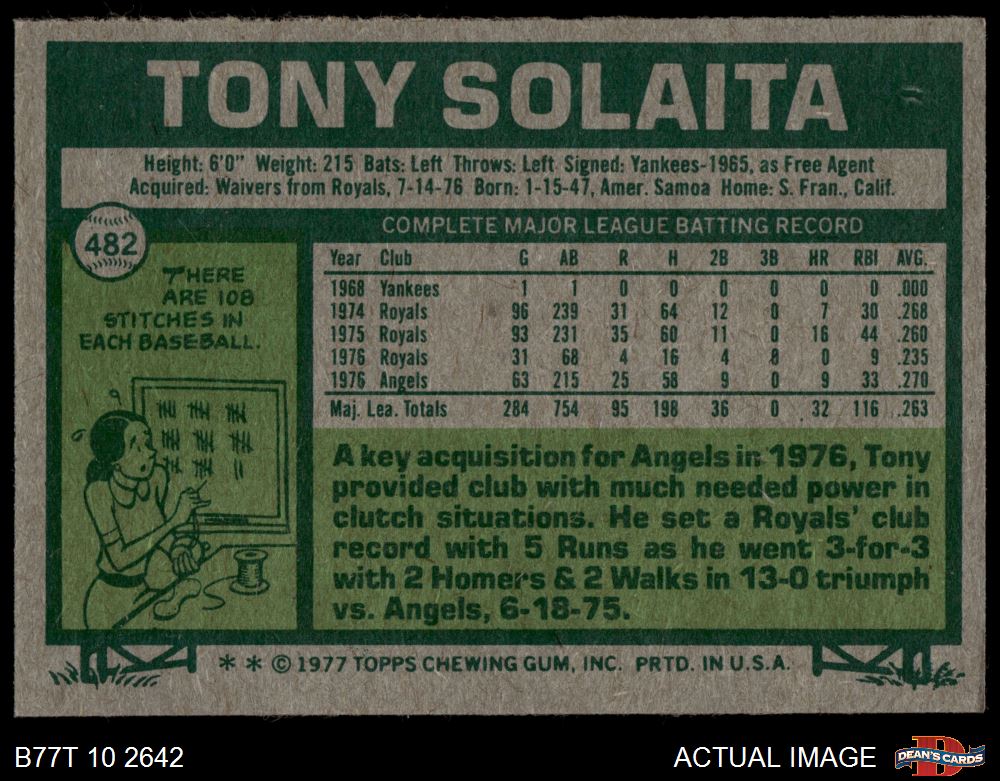 TONY SOLAITA
Height: 6'0" Weight: 215 Bats: Left Throws: Left Signed: Yankees-1965, as Free Agent
Acquired: Waivers from Royals, 7-14-76 Born: 1-15-47, Amer. Samoa Home: S. Fran., Calif.
482
THERE
ARE 108
STITCHES IN
EACH BASEBALL.
COMPLETE MAJOR LEAGUE BATTING RECORD
Year Club G AB R H 2B 3B HR RBI AVG.
1968 Yankees 1 1 0 0 0 0 0 0 .000
1974 Royals 96 239 31 64 12 0 7 30 .268
1975 Royals 93 231 35 60 11 0 16 44 .260
1976 Royals 31 68 4 16 4 0 0 9 .235
1976 Angels 63 215 25 58 9 0 9 33 .270
Maj. Lea. Totals 284 754 95 198 36 0 32 116 .263
A key acquisition for Angels in 1976, Tony
provided club with much needed power in
clutch situations. He set a Royals' club
record with 5 Runs as he went 3-for-3
with 2 Homers & 2 Walks in 13-0 triumph
vs. Angels, 6-18-75.
* * © 1977 TOPPS CHEWING GUM, INC. PRTD. IN U.S.A.
B77T 10 2642
ACTUAL IMAGE
D
DEAN'S CARDS